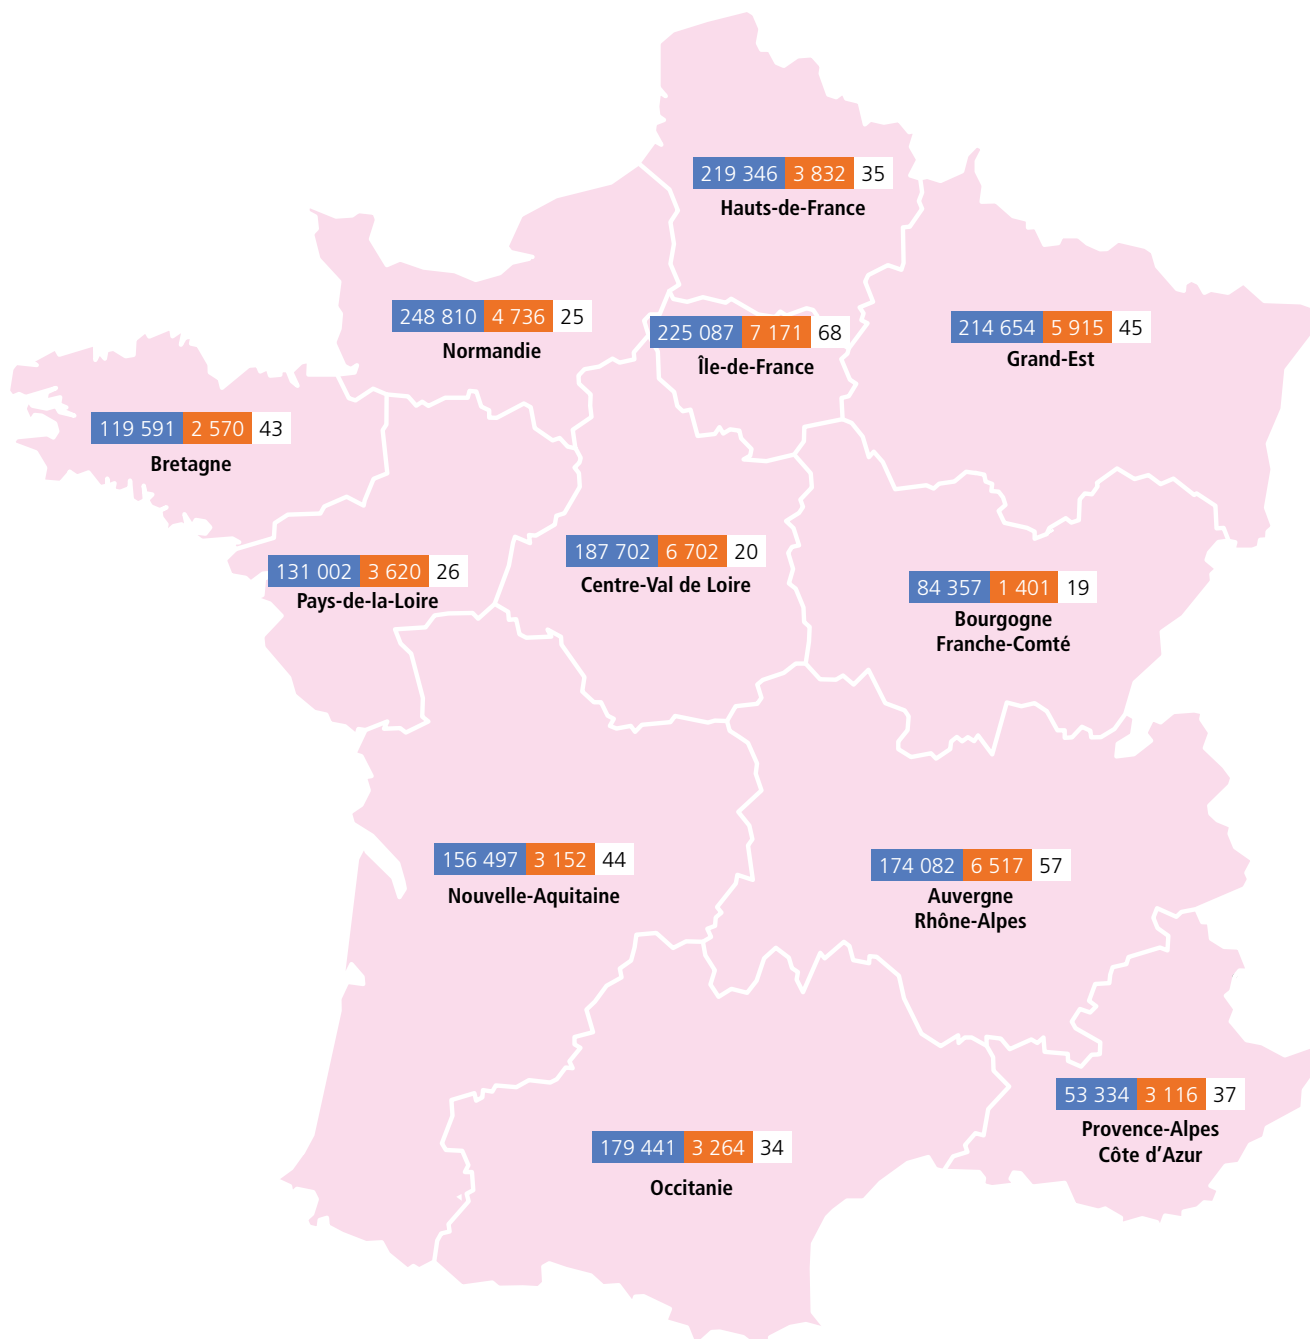 219 346 3 832 35
Hauts-de-France
248 810 4 736 25
Normandie
225 087 7 171 68
Île-de-France
214 654 5 915 45
Grand-Est
119 591 2 570 43
Bretagne
131 002 3 620 26
Pays-de-la-Loire
187 702 6 702 20
Centre-Val de Loire
84 357 1 401 19
Bourgogne
Franche-Comté
156 497 3 152 44
Nouvelle-Aquitaine
174 082 6 517 57
Auvergne
Rhône-Alpes
53 334 3 116 37
Provence-Alpes
Côte d’Azur
179 441 3 264 34
Occitanie